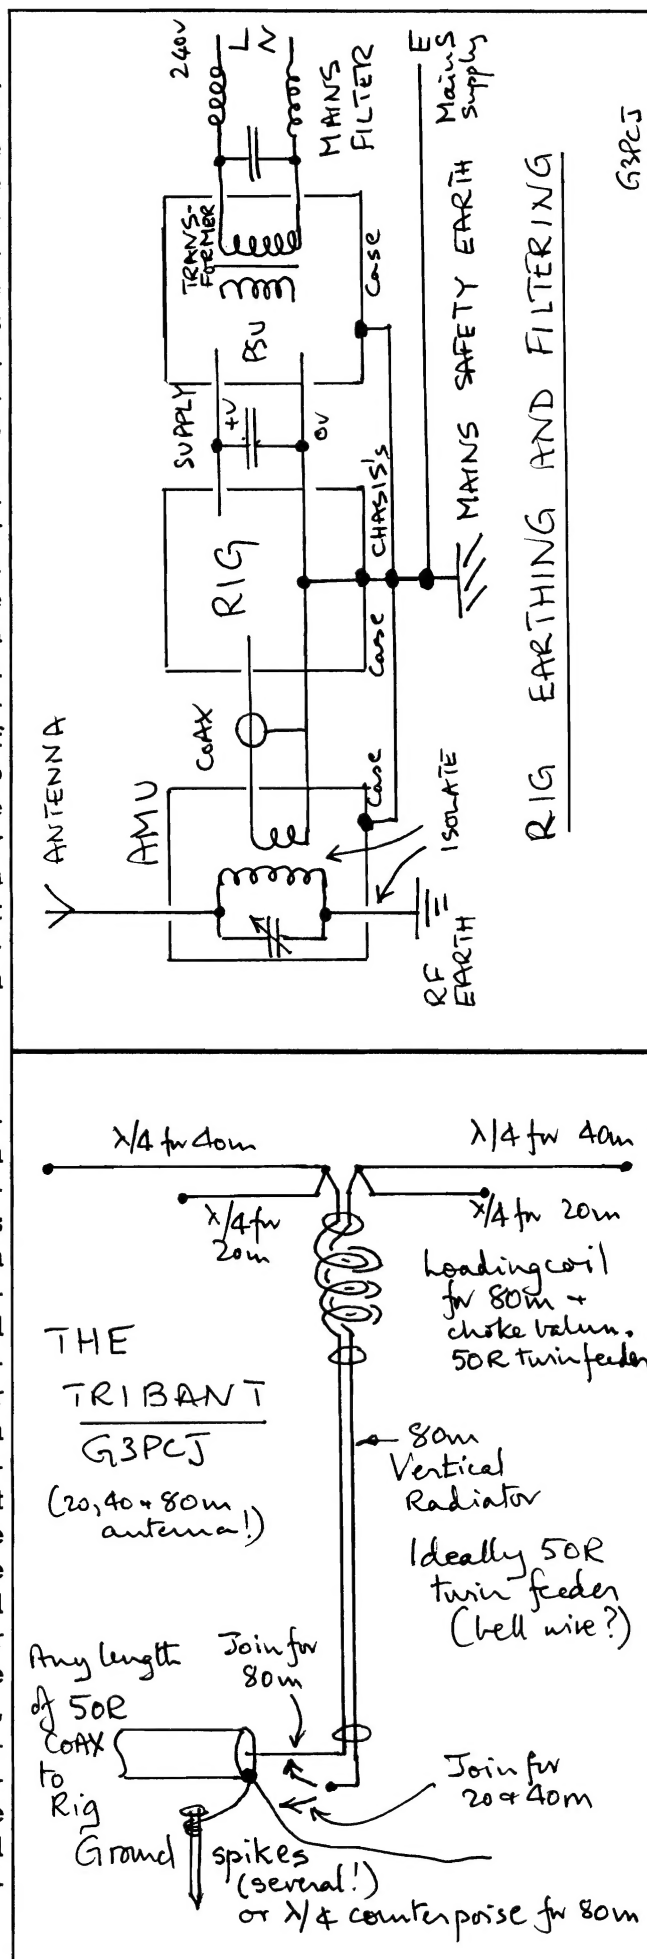 240V
L
N
MAINS
FILTER
E
Mains
supply
TRANS-
FORMER
PSU
Case
SUPPLY
+V
0V
RIG
CHASIS's
Case
MAINS SAFETY EARTH
COAX
ANTENNA
AMU
Case
ISOLATE
RF
EARTH
RIG EARTHING AND FILTERING
G3PCJ
λ/4 for 40m
λ/4 for 40m
λ/4 for
20m
λ/4 for 20m
Loading coil
for 80m +
choke balun.
50R twin feeder
THE
TRIBANT
G3PCJ
(20, 40 + 80m
antenna!)
80m
Vertical
Radiator
Ideally 50R
twin feeder
(bell wire?)
Any length
of 50R
COAX
to
Rig
Join for
80m
Join for
20 & 40m
Ground spikes
(several!)
or λ/4 counterpoise for 80m